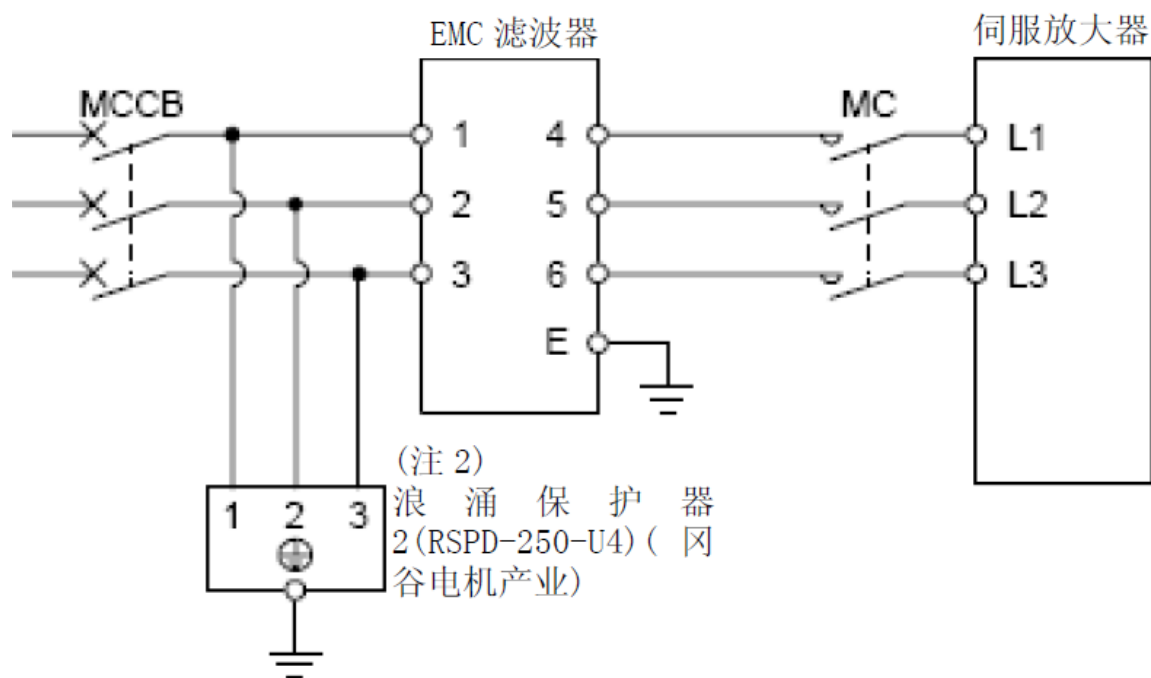 EMC 滤波器
伺服放大器
MCCB
MC
1
4
L1
2
5
L2
3
6
L3
E
(注 2)
浪涌保护器
2(RSPD-250-U4)(冈
谷电机产业)
1 2 3